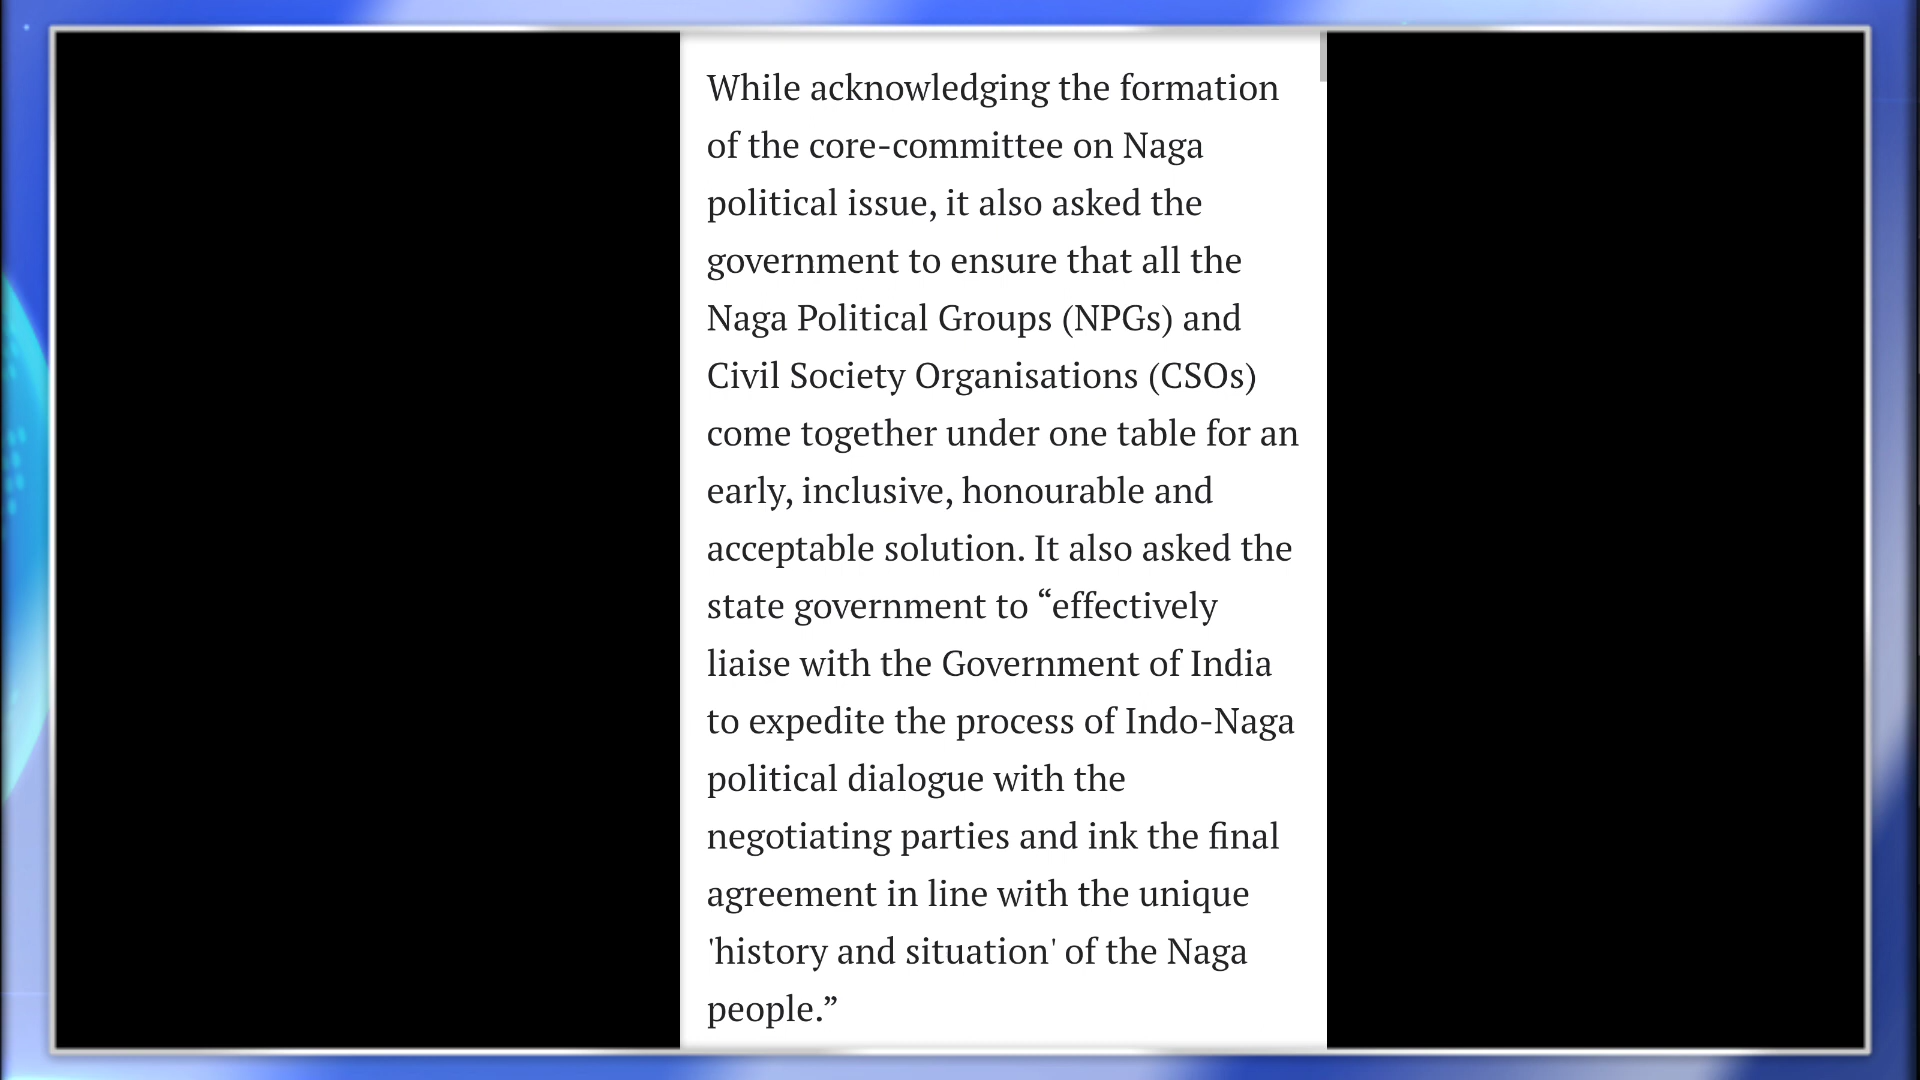 While acknowledging the formation
of the core-committee on Naga
political issue, it also asked the
government to ensure that all the
Naga Political Groups (NPGs) and
Civil Society Organisations (CSOs)
come together under one table for an
early, inclusive, honourable and
acceptable solution. It also asked the
state government to “effectively
liaise with the Government of India
to expedite the process of Indo-Naga
political dialogue with the
negotiating parties and ink the final
agreement in line with the unique
'history and situation' of the Naga
people.”